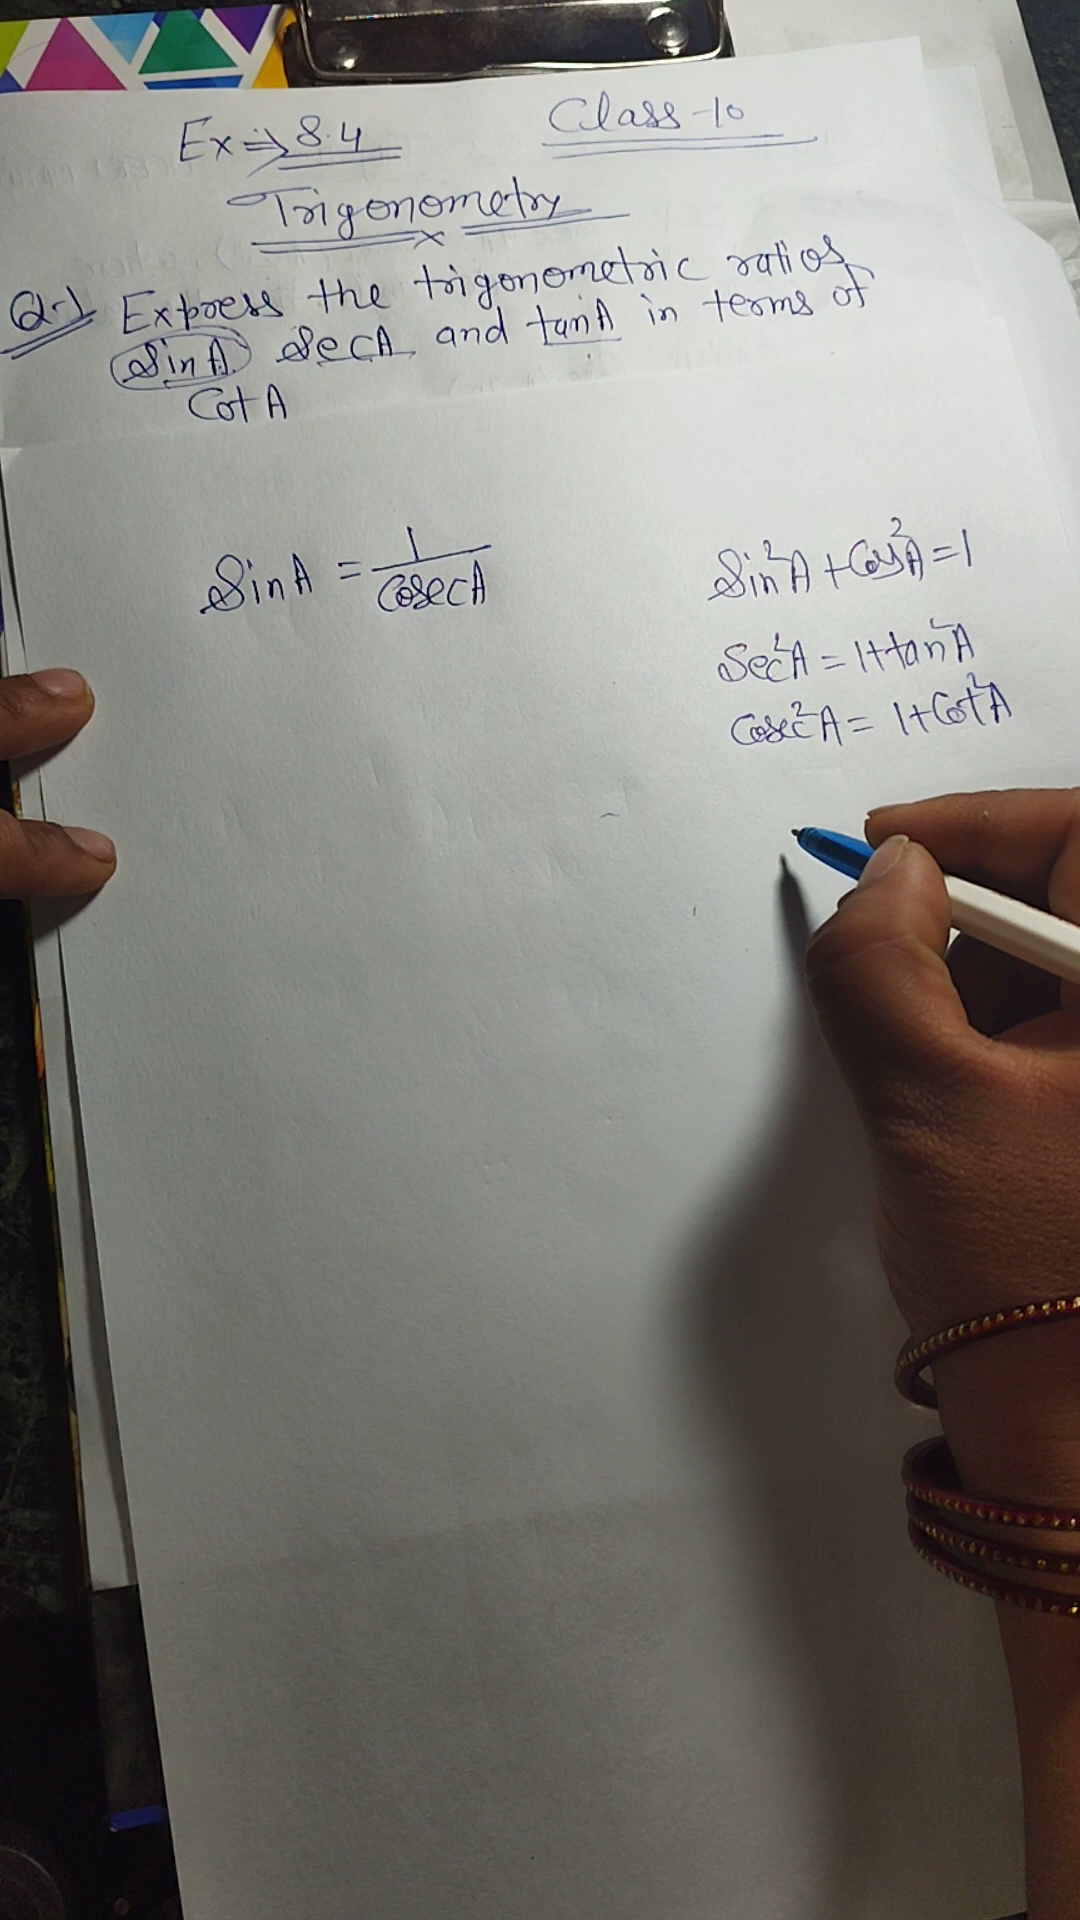 Ex⇒ 8.4 Class-10
Trigonometry
Q.1 Express the trigonometric ratios
Sin A, Sec A and tan A in terms of
Cot A
Sin A = 1/Cosec A
Sin²A + Cos²A = 1
Sec²A = 1+tan²A
Cosec²A = 1+Cot²A